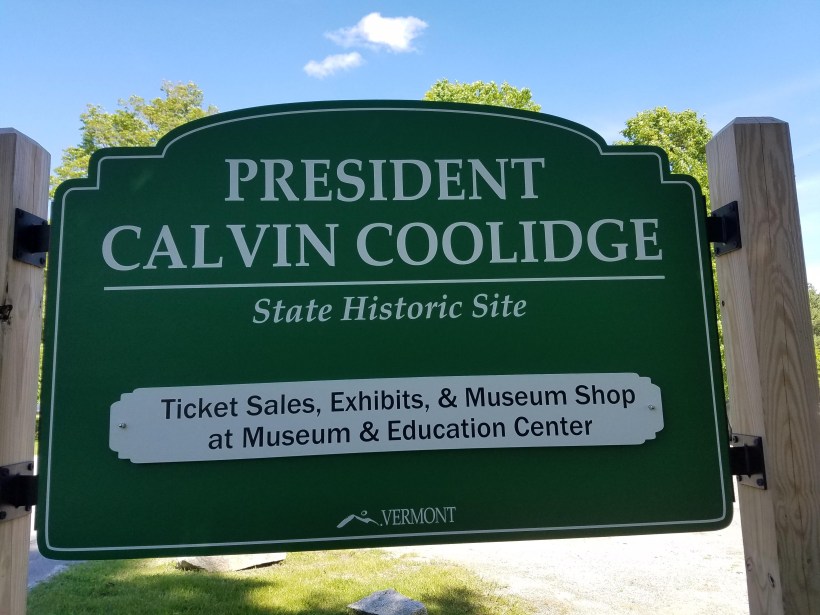 PRESIDENT
CALVIN COOLIDGE
State Historic Site
Ticket Sales, Exhibits, & Museum Shop
at Museum & Education Center
VERMONT